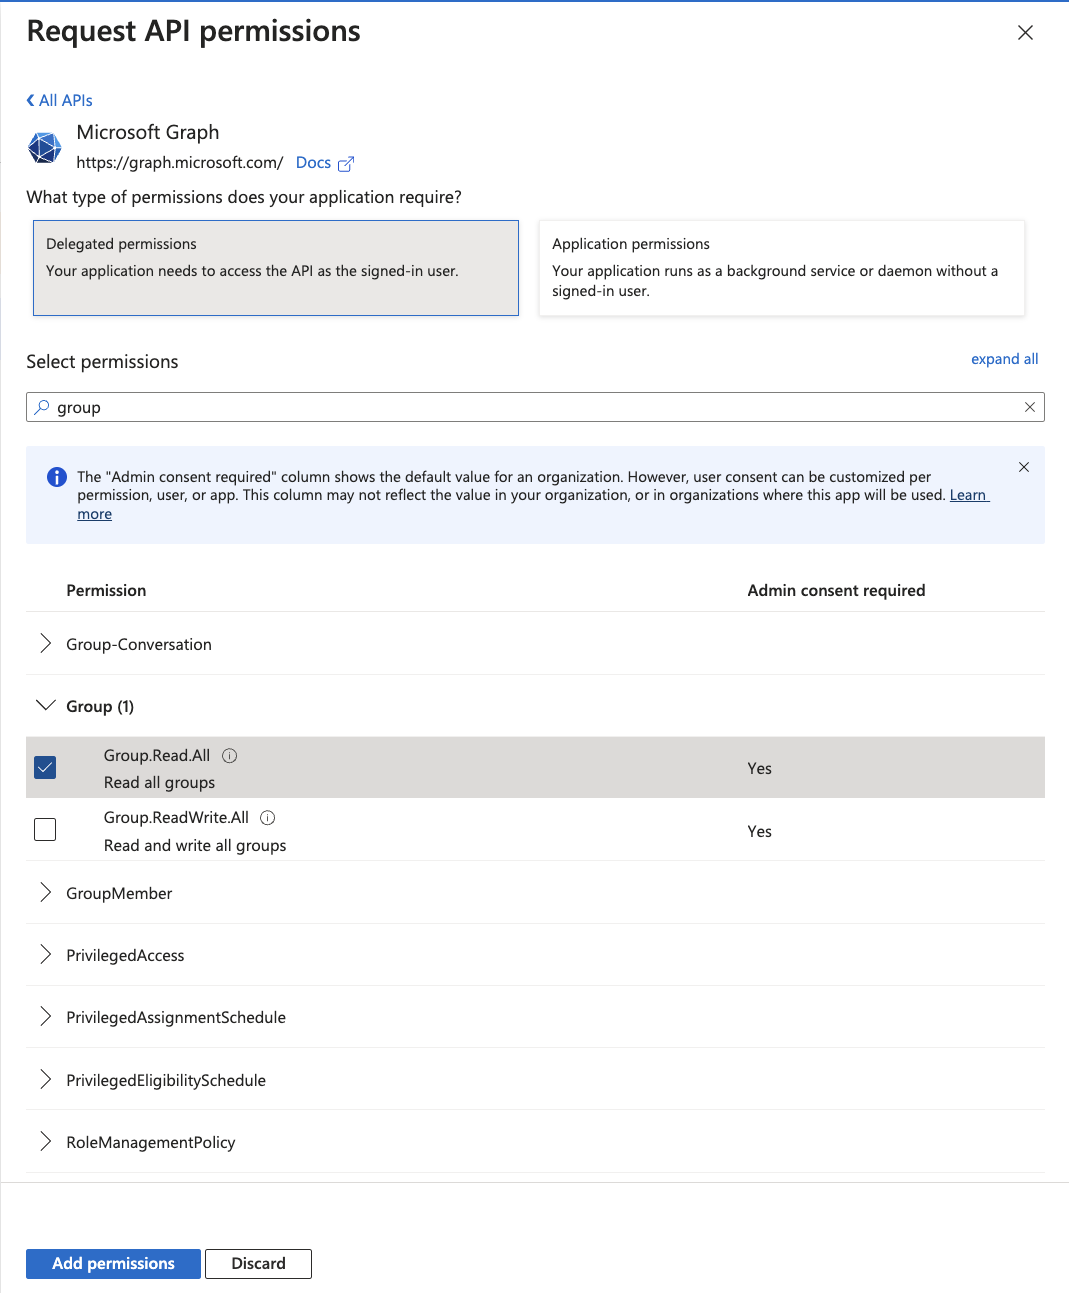 Request API permissions
All APIs
Microsoft Graph
https://graph.microsoft.com/ Docs
What type of permissions does your application require?
Delegated permissions
Your application needs to access the API as the signed-in user.
Application permissions
Your application runs as a background service or daemon without a
signed-in user.
Select permissions
expand all
group
The "Admin consent required" column shows the default value for an organization. However, user consent can be customized per
permission, user, or app. This column may not reflect the value in your organization, or in organizations where this app will be used. Learn
more
Permission Admin consent required
Group-Conversation
Group (1)
Group.Read.All
Read all groups
Yes
Group.ReadWrite.All
Read and write all groups
Yes
GroupMember
PrivilegedAccess
PrivilegedAssignmentSchedule
PrivilegedEligibilitySchedule
RoleManagementPolicy
Add permissions Discard